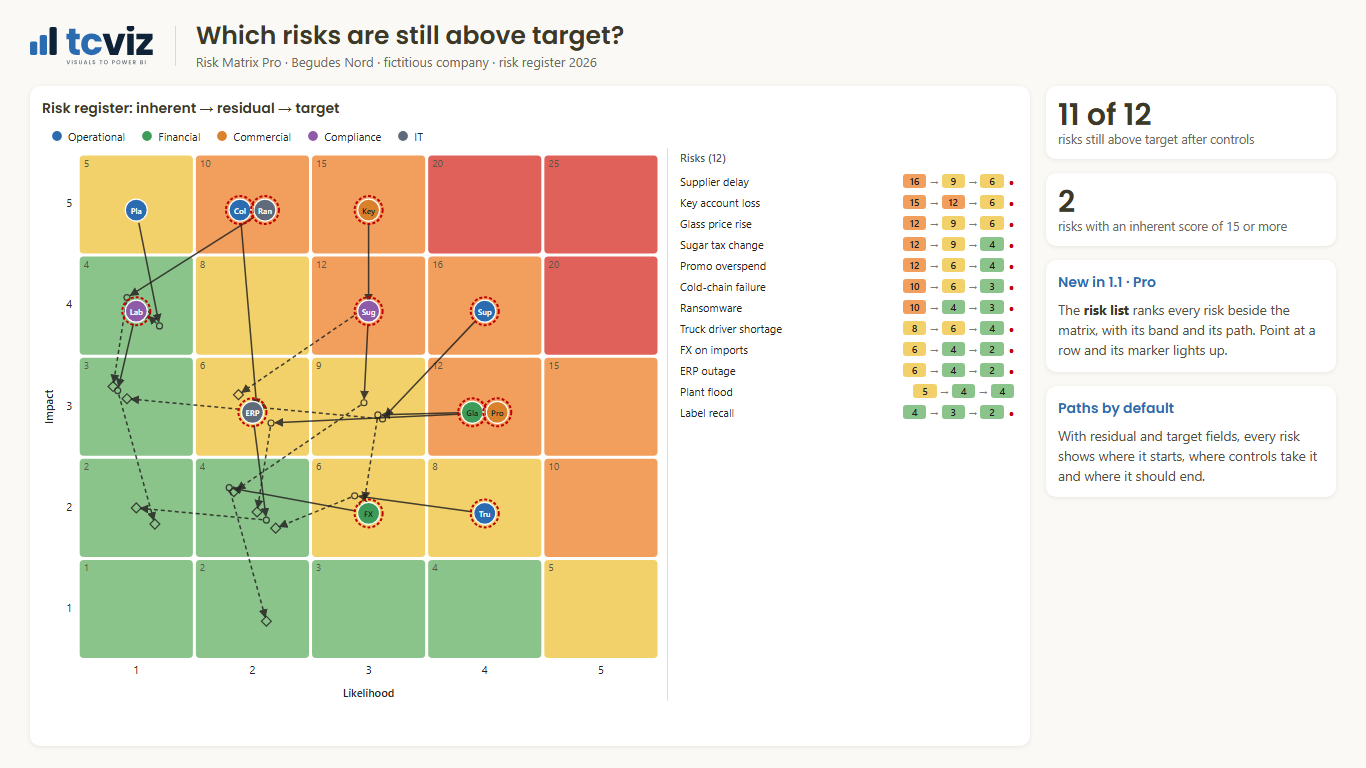 tcviz
VISUALS TO POWER BI
Which risks are still above target?
Risk Matrix Pro · Begudes Nord · fictitious company · risk register 2026
Risk register: inherent → residual → target
Operational Financial Commercial Compliance IT
5 10 15 20 25
5 Pla Col Ran Key
4 8 12 16 20
4 Lab Sug Sup
3 6 9 12 15
3 ERP Gla Pro
2 4 6 8 10
2 FX Tru
1 2 3 4 5
1
1 2 3 4 5
Impact
Likelihood
Risks (12)
Supplier delay 16 → 9 → 6
Key account loss 15 → 12 → 6
Glass price rise 12 → 9 → 6
Sugar tax change 12 → 9 → 4
Promo overspend 12 → 6 → 4
Cold-chain failure 10 → 6 → 3
Ransomware 10 → 4 → 3
Truck driver shortage 8 → 6 → 4
FX on imports 6 → 4 → 2
ERP outage 6 → 4 → 2
Plant flood 5 → 4 → 4
Label recall 4 → 3 → 2
11 of 12
risks still above target after controls
2
risks with an inherent score of 15 or more
New in 1.1 · Pro
The risk list ranks every risk beside the
matrix, with its band and its path. Point at a
row and its marker lights up.
Paths by default
With residual and target fields, every risk
shows where it starts, where controls take it
and where it should end.